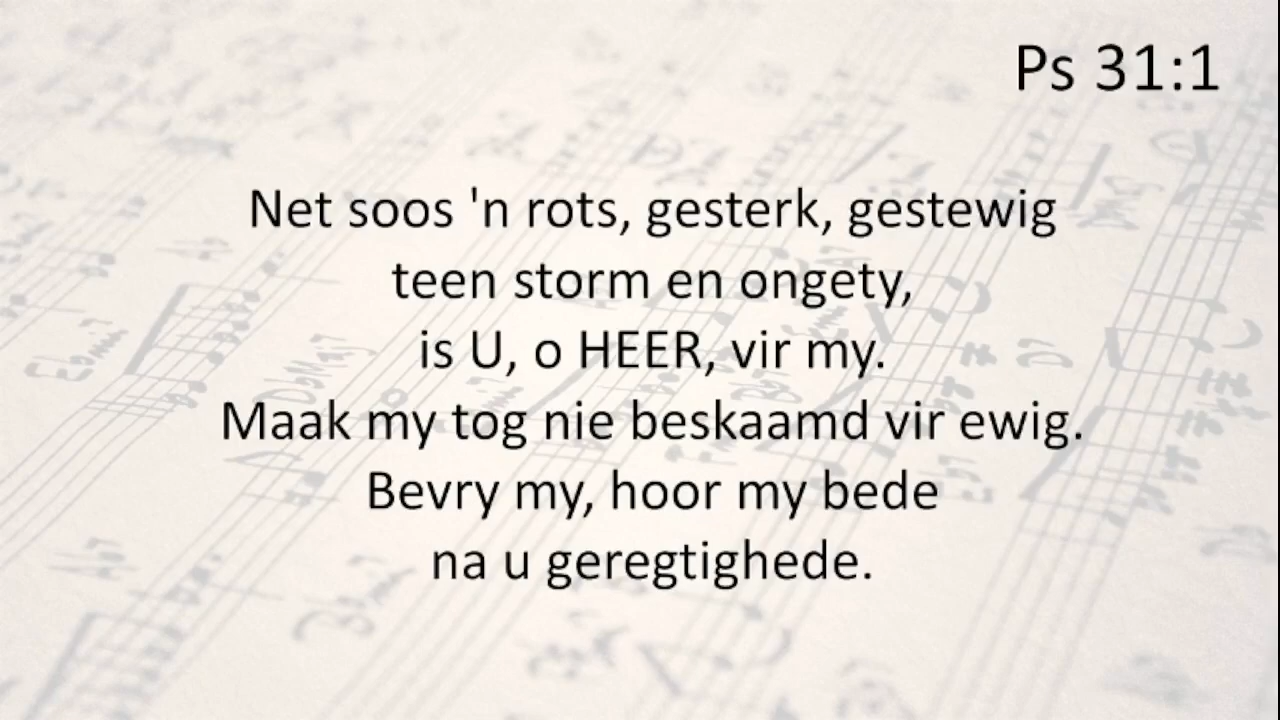 Ps 31:1
Net soos 'n rots, gesterk, gestewig
teen storm en ongety,
is U, o HEER, vir my.
Maak my tog nie beskaamd vir ewig.
Bevry my, hoor my bede
na u geregtighede.